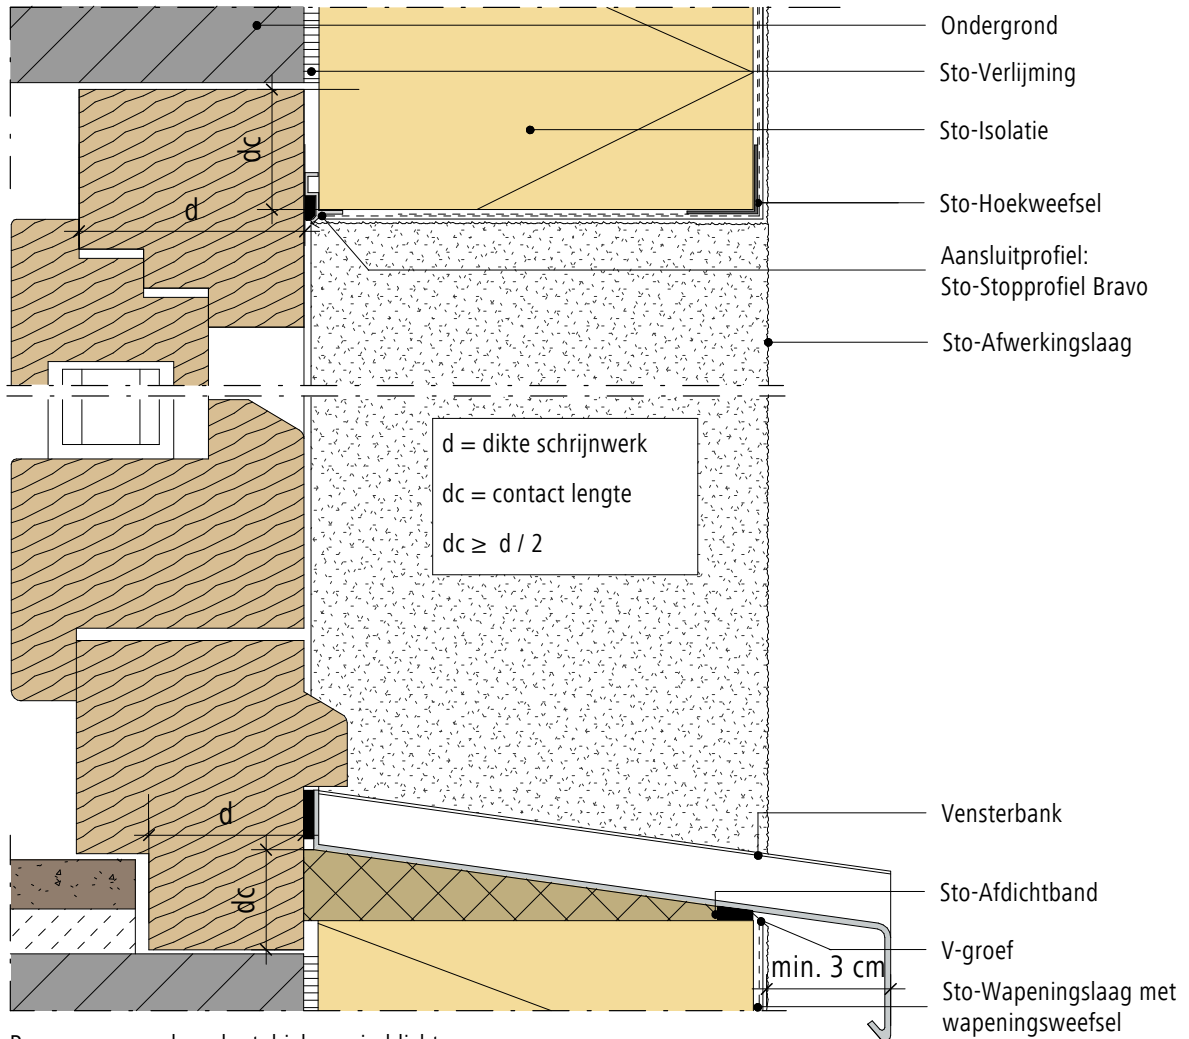 Ondergrond
Sto-Verlijming
Sto-Isolatie
dc
d
Sto-Hoekweefsel
Aansluitprofiel:
Sto-Stopprofiel Bravo
Sto-Afwerkingslaag
d = dikte schrijnwerk
dc = contact lengte
dc ≥ d / 2
d
Vensterbank
dc
Sto-Afdichtband
V-groef
min. 3 cm
Sto-Wapeningslaag met
wapeningsweefsel